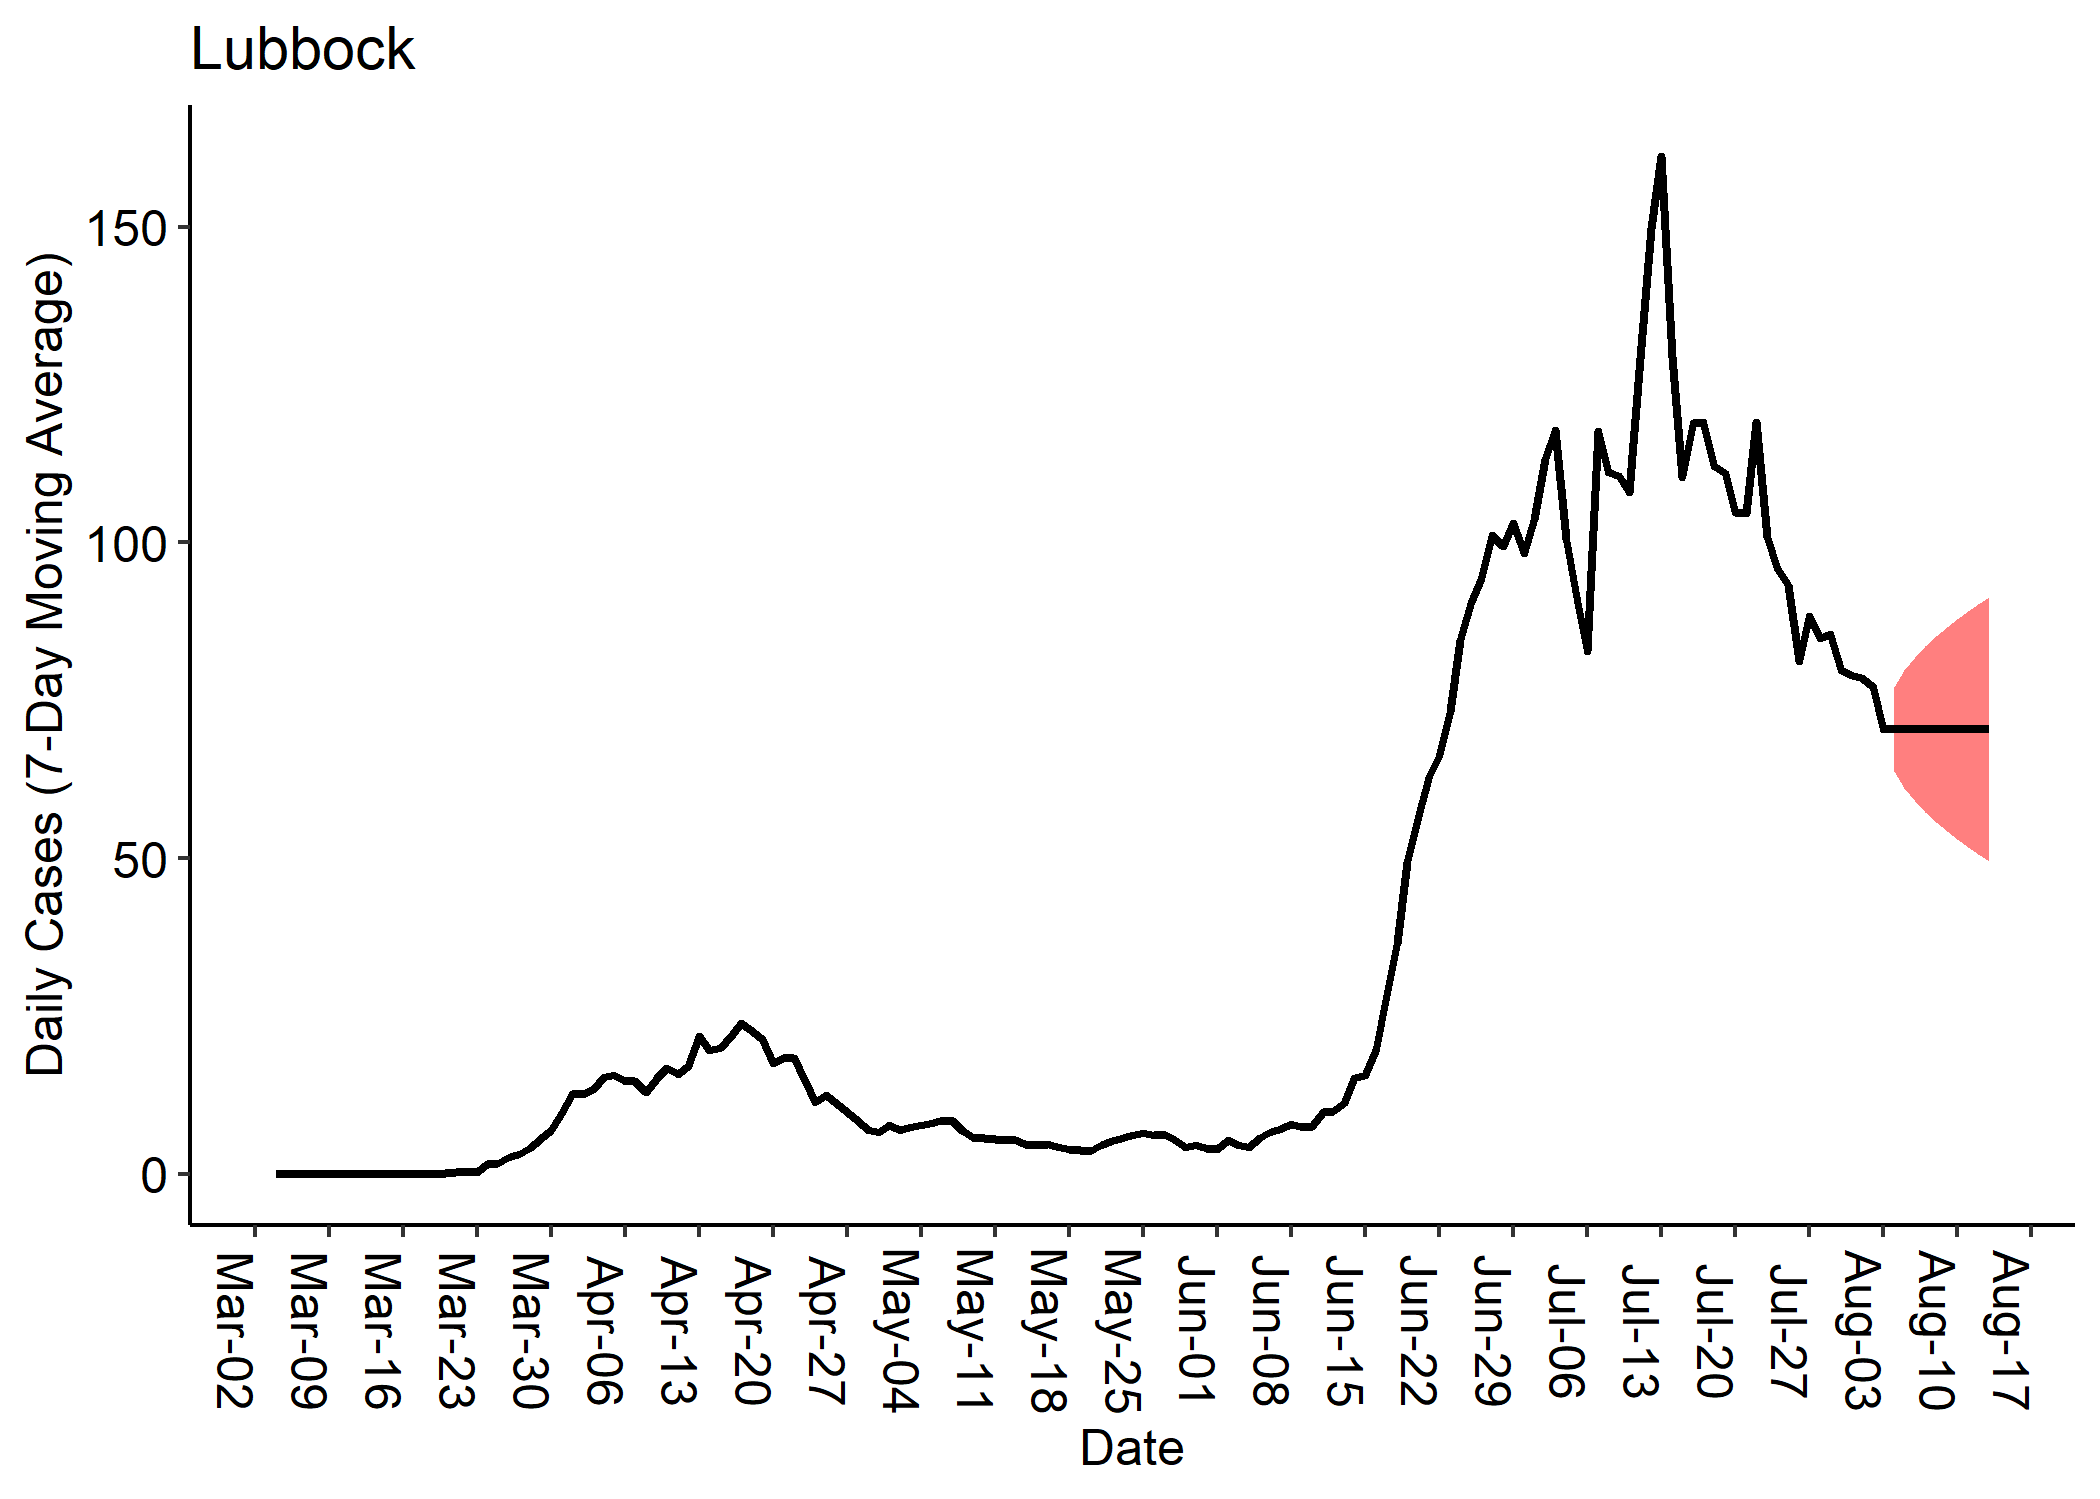 Lubbock
Daily Cases (7-Day Moving Average)
150
100
50
0
Mar-02
Mar-09
Mar-16
Mar-23
Mar-30
Apr-06
Apr-13
Apr-20
Apr-27
May-04
May-11
May-18
May-25
Jun-01
Jun-08
Jun-15
Jun-22
Jun-29
Jul-06
Jul-13
Jul-20
Jul-27
Aug-03
Aug-10
Aug-17
Date